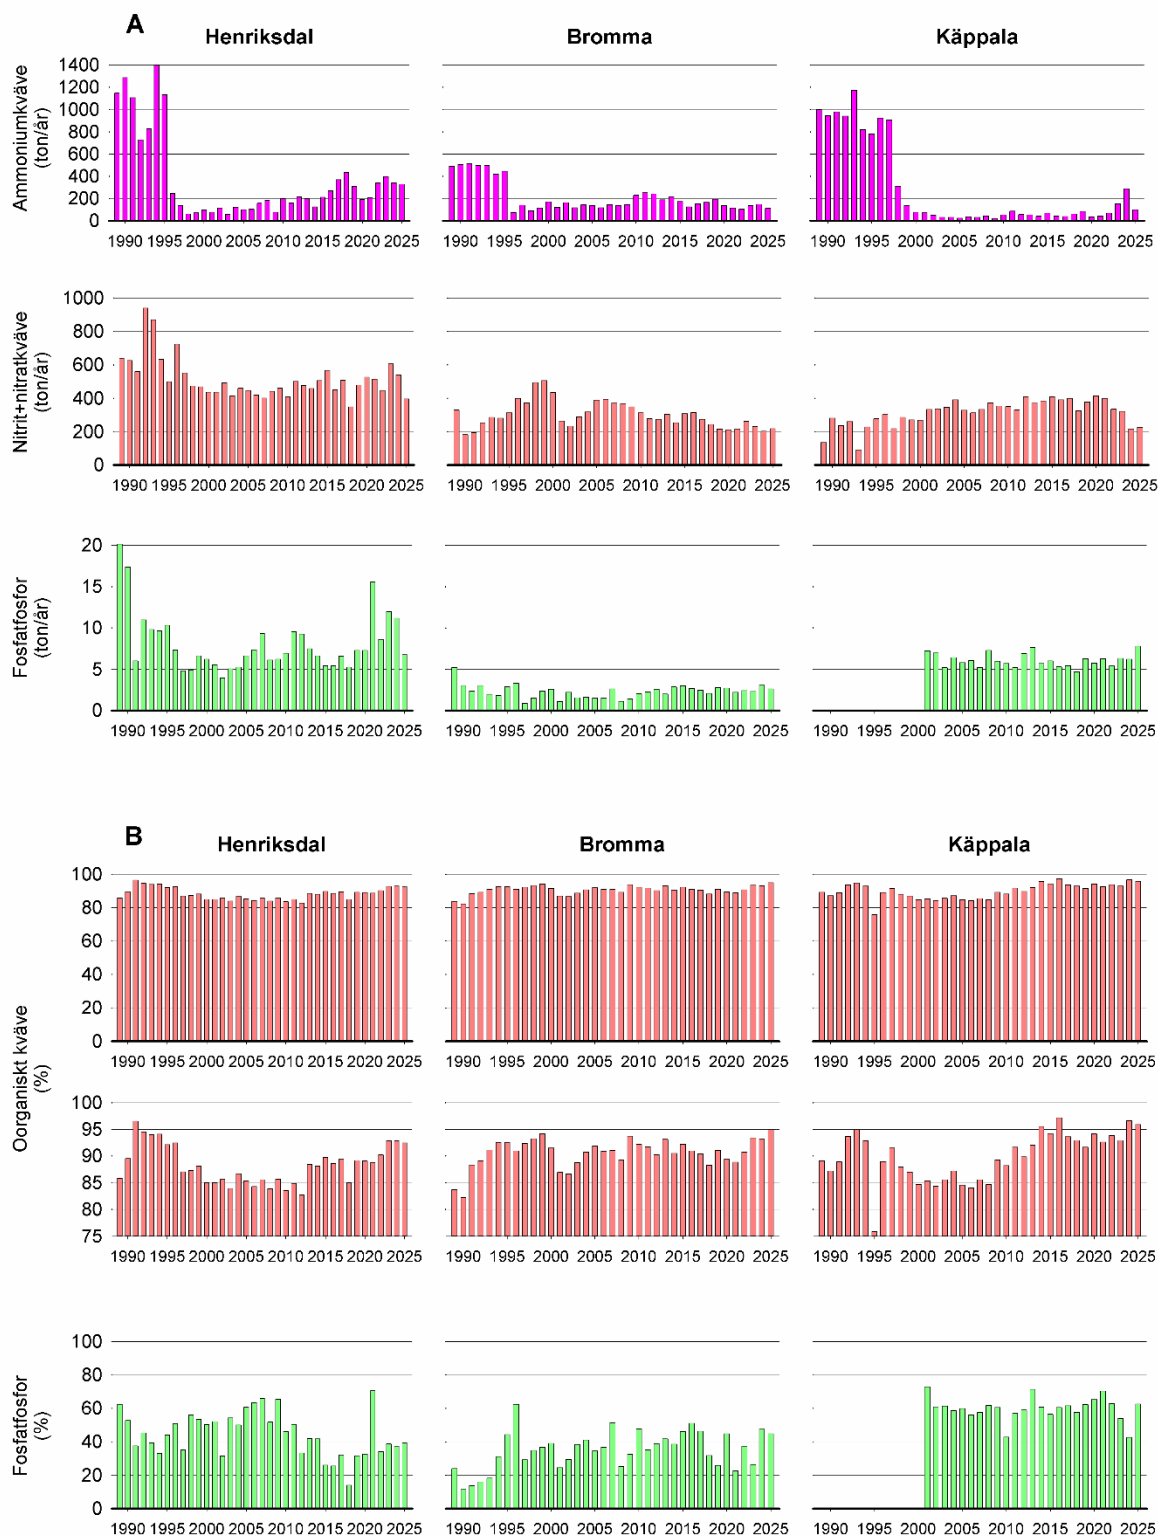 A
Henriksdal Bromma Käppala
Ammoniumkväve
(ton/år)
1400
1200
1000
800
600
400
200
0
1990 1995 2000 2005 2010 2015 2020 2025 1990 1995 2000 2005 2010 2015 2020 2025 1990 1995 2000 2005 2010 2015 2020 2025
Nitrit+nitratkväve
(ton/år)
1000
800
600
400
200
0
1990 1995 2000 2005 2010 2015 2020 2025 1990 1995 2000 2005 2010 2015 2020 2025 1990 1995 2000 2005 2010 2015 2020 2025
Fosfatfosfor
(ton/år)
20
15
10
5
0
1990 1995 2000 2005 2010 2015 2020 2025 1990 1995 2000 2005 2010 2015 2020 2025 1990 1995 2000 2005 2010 2015 2020 2025
B
Henriksdal Bromma Käppala
Oorganiskt kväve
(%)
100
80
60
40
20
0
1990 1995 2000 2005 2010 2015 2020 2025 1990 1995 2000 2005 2010 2015 2020 2025 1990 1995 2000 2005 2010 2015 2020 2025
100
95
90
85
80
75
1990 1995 2000 2005 2010 2015 2020 2025 1990 1995 2000 2005 2010 2015 2020 2025 1990 1995 2000 2005 2010 2015 2020 2025
Fosfatfosfor
(%)
100
80
60
40
20
0
1990 1995 2000 2005 2010 2015 2020 2025 1990 1995 2000 2005 2010 2015 2020 2025 1990 1995 2000 2005 2010 2015 2020 2025